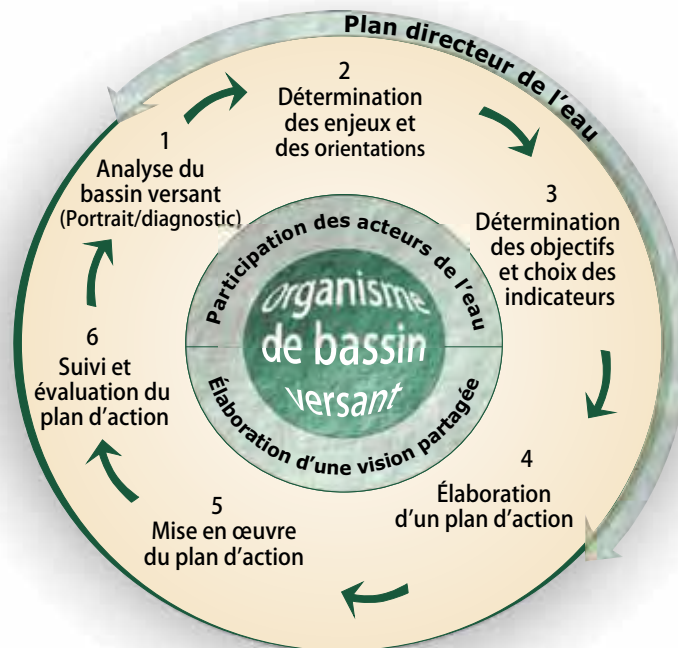 Plan directeur de l'eau
1
Analyse du
bassin versant
(Portrait/diagnostic)
2
Détermination
des enjeux et
des orientations
3
Détermination
des objectifs
et choix des
indicateurs
4
Élaboration
d'un plan d'action
5
Mise en œuvre
du plan d'action
6
Suivi et
évaluation du
plan d'action
Participation des acteurs de l'eau
Organisme
de bassin
versant
Élaboration d'une vision partagée